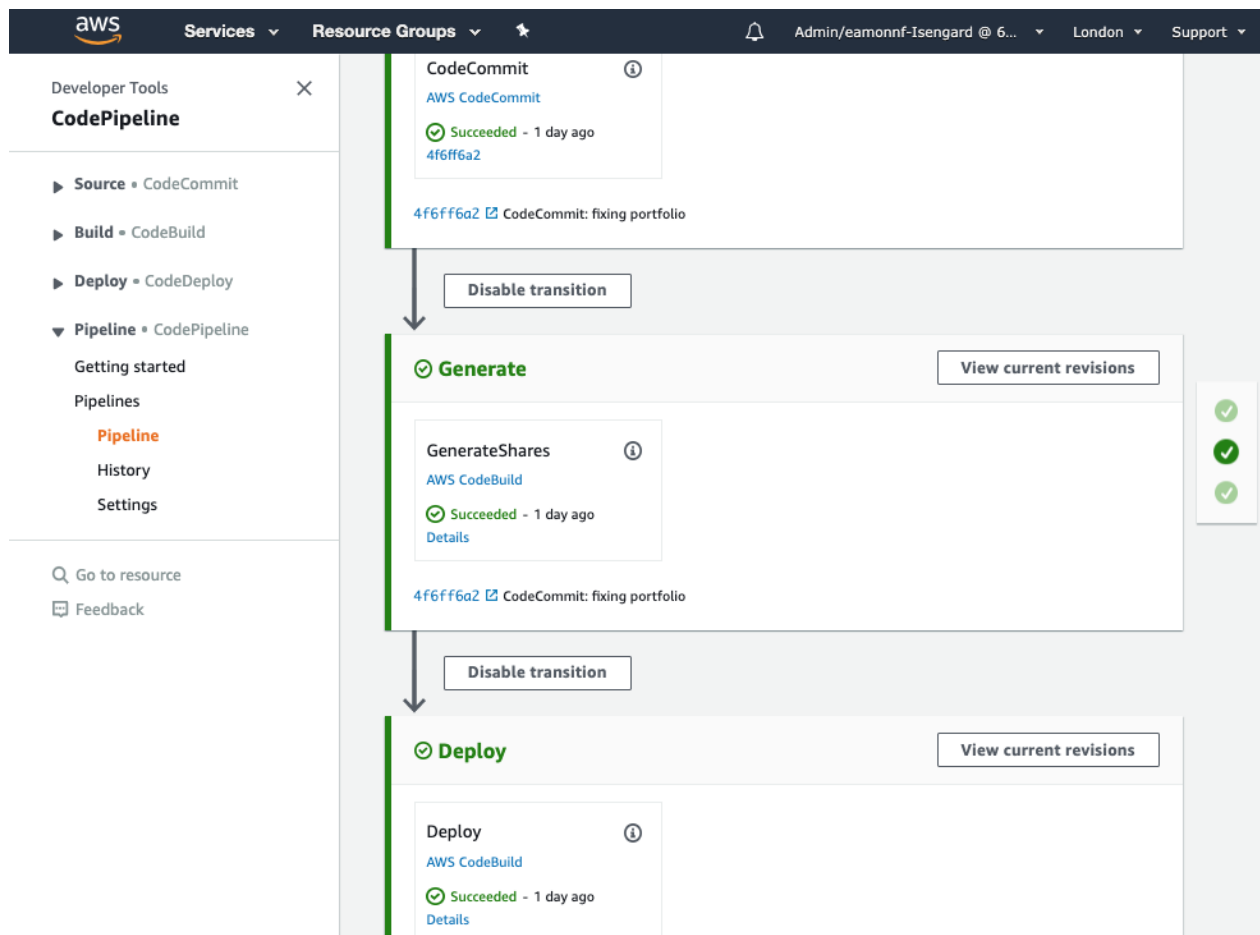 aws Services Resource Groups Admin/eamonnf-Isengard @ 6... London Support
Developer Tools
CodePipeline
Source • CodeCommit
Build • CodeBuild
Deploy • CodeDeploy
Pipeline • CodePipeline
Getting started
Pipelines
Pipeline
History
Settings
Go to resource
Feedback
CodeCommit
AWS CodeCommit
Succeeded - 1 day ago
4f6ff6a2
4f6ff6a2 CodeCommit: fixing portfolio
Disable transition
Generate
View current revisions
GenerateShares
AWS CodeBuild
Succeeded - 1 day ago
Details
4f6ff6a2 CodeCommit: fixing portfolio
Disable transition
Deploy
View current revisions
Deploy
AWS CodeBuild
Succeeded - 1 day ago
Details